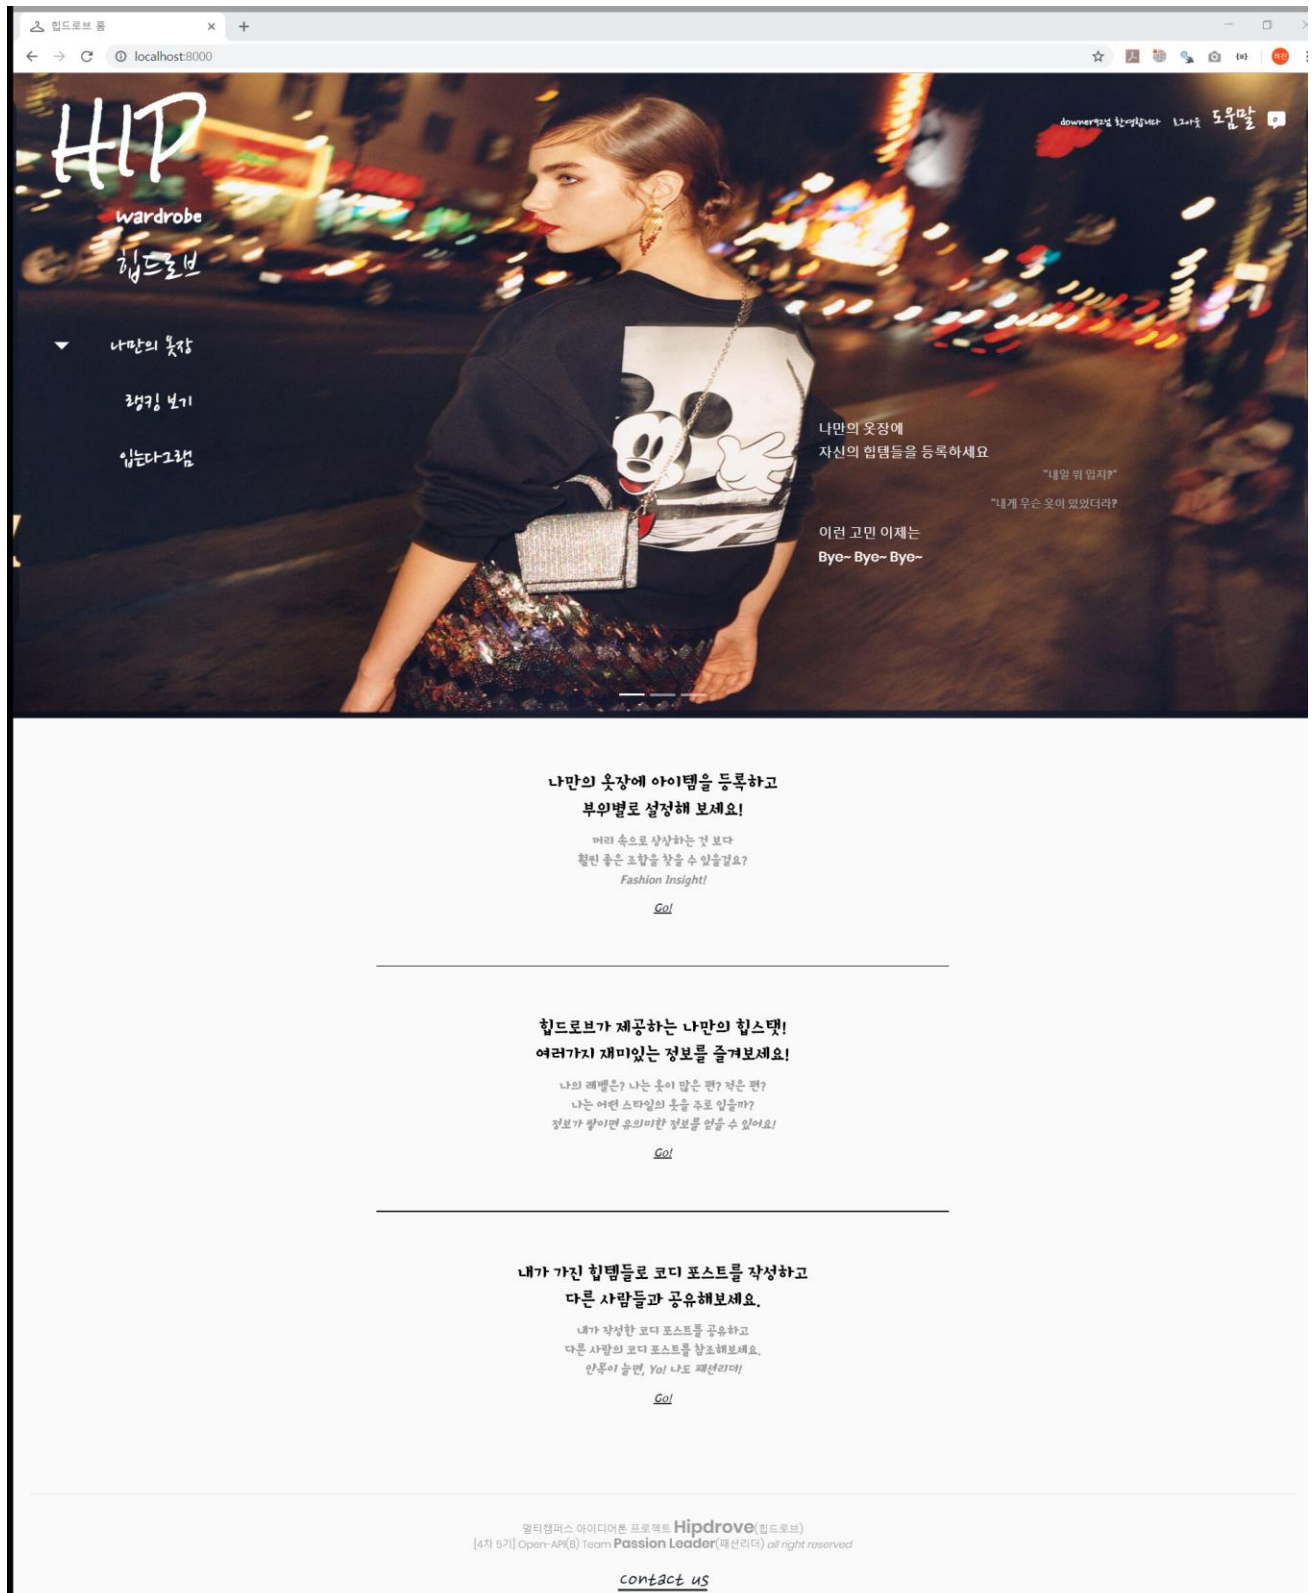 힙드로브 홈
localhost:8000
하진
HIP
wardrobe
힙드로브
downer92님 환영합니다 로그아웃 도움말 0
나만의 옷장
랭킹 보기
입는다그램
나만의 옷장에
자신의 힙템들을 등록하세요
"내일 뭐 입지?"
"내게 무슨 옷이 있었더라?
이런 고민 이제는
Bye~ Bye~ Bye~
나만의 옷장에 아이템을 등록하고
부위별로 설정해 보세요!
머리 속으로 상상하는 것 보다
훨씬 좋은 조합을 찾을 수 있을걸요?
Fashion Insight!
Go!
힙드로브가 제공하는 나만의 힙스탯!
여러가지 재미있는 정보를 즐겨보세요!
나의 레벨은? 나는 옷이 많은 편? 적은 편?
나는 어떤 스타일의 옷을 주로 입을까?
정보가 쌓이면 유의미한 정보를 얻을 수 있어요!
Go!
내가 가진 힙템들로 코디 포스트를 작성하고
다른 사람들과 공유해보세요.
내가 작성한 코디 포스트를 공유하고
다른 사람의 코디 포스트를 참조해보세요.
안목이 늘면, Yo! 나도 패션리더!
Go!
멀티캠퍼스 아이디어톤 프로젝트 Hipdrove(힙드로브)
[4차 5기] Open-API(B) Team Passion Leader(패션리더) all right reserved
contact us